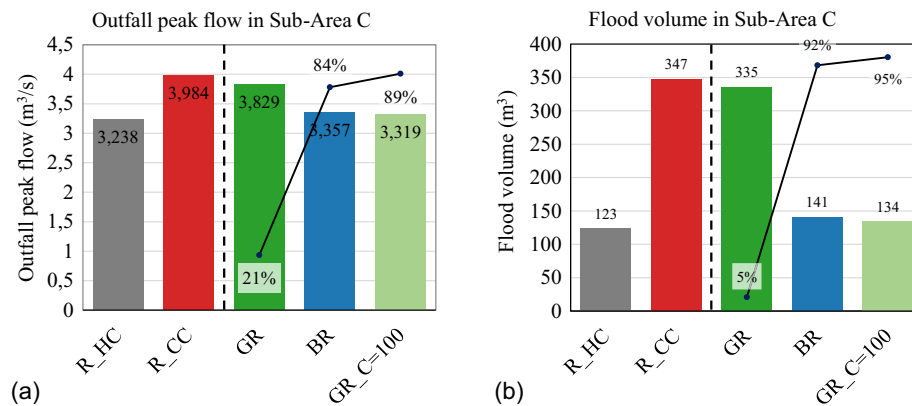 Outfall peak flow in Sub-Area C
Outfall peak flow (m³/s)
4,5
4
3,5
3
2,5
2
1,5
1
0,5
0
3,238
3,984
3,829
3,357
3,319
21%
84%
89%
R_HC
R_CC
GR
BR
GR_C=100
(a)
Flood volume in Sub-Area C
Flood volume (m³)
400
350
300
250
200
150
100
50
0
123
347
335
141
134
5%
92%
95%
R_HC
R_CC
GR
BR
GR_C=100
(b)